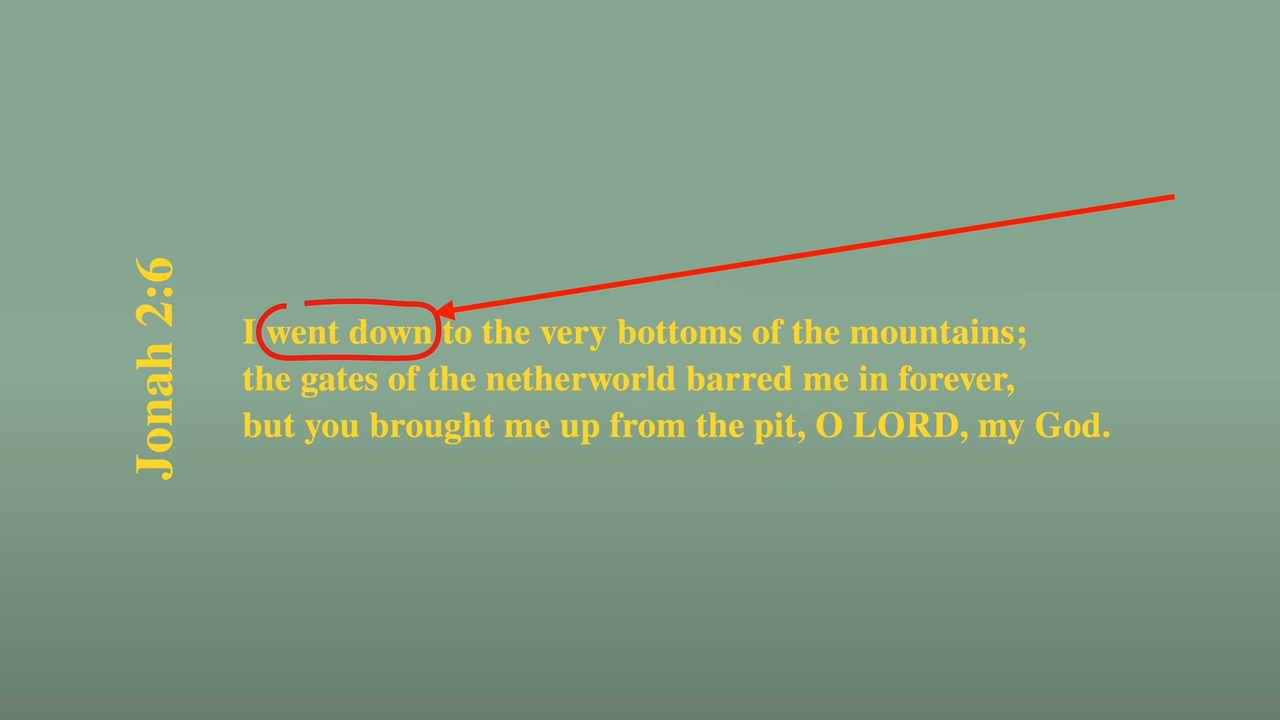 Jonah 2:6
I went down to the very bottoms of the mountains;
the gates of the netherworld barred me in forever,
but you brought me up from the pit, O LORD, my God.